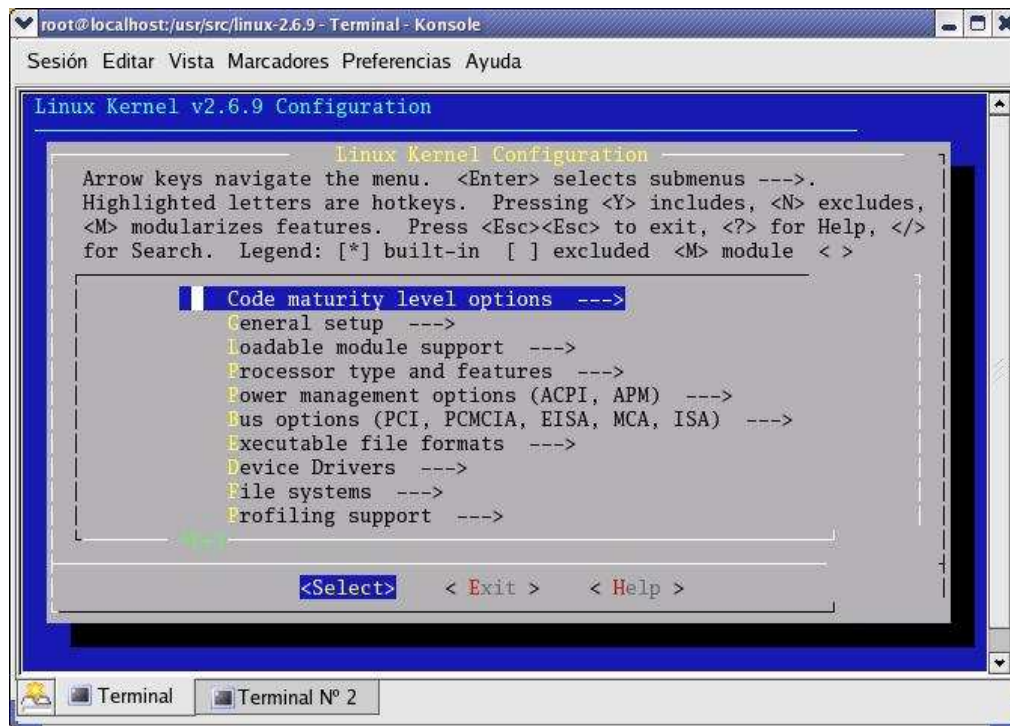 root@localhost:/usr/src/linux-2.6.9 - Terminal - Konsole
Sesión Editar Vista Marcadores Preferencias Ayuda
Linux Kernel v2.6.9 Configuration
Linux Kernel Configuration
Arrow keys navigate the menu. <Enter> selects submenus --->.
Highlighted letters are hotkeys. Pressing <Y> includes, <N> excludes,
<M> modularizes features. Press <Esc><Esc> to exit, <?> for Help, </>
for Search. Legend: [*] built-in [ ] excluded <M> module < >
Code maturity level options --->
General setup --->
Loadable module support --->
Processor type and features --->
Power management options (ACPI, APM) --->
Bus options (PCI, PCMCIA, EISA, MCA, ISA) --->
Executable file formats --->
Device Drivers --->
File systems --->
Profiling support --->
<Select> < Exit > < Help >
Terminal Terminal Nº 2